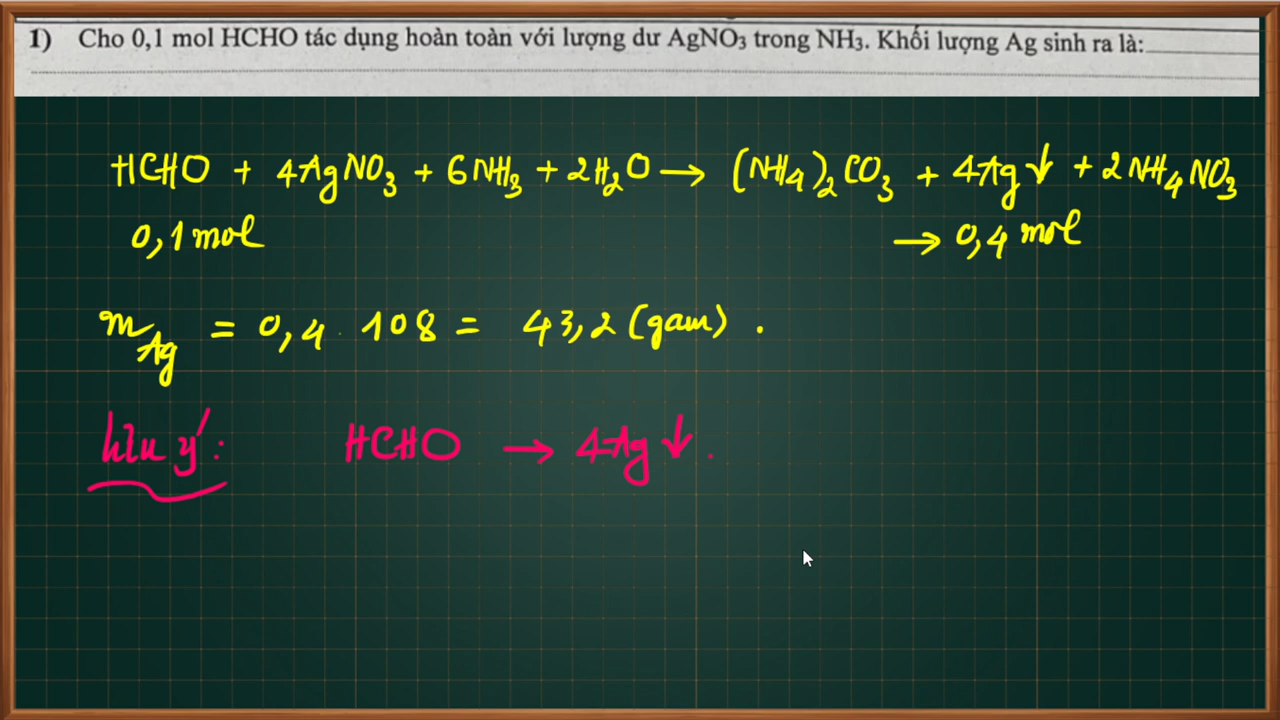 1) Cho 0,1 mol HCHO tác dụng hoàn toàn với lượng dư AgNO₃ trong NH₃. Khối lượng Ag sinh ra là:
HCHO + 4AgNO₃ + 6NH₃ + 2H₂O → (NH₄)₂CO₃ + 4Ag↓ + 2NH₄NO₃
0,1 mol → 0,4 mol
m_Ag = 0,4 . 108 = 43,2 (gam) .
Lưu ý: HCHO → 4Ag↓ .